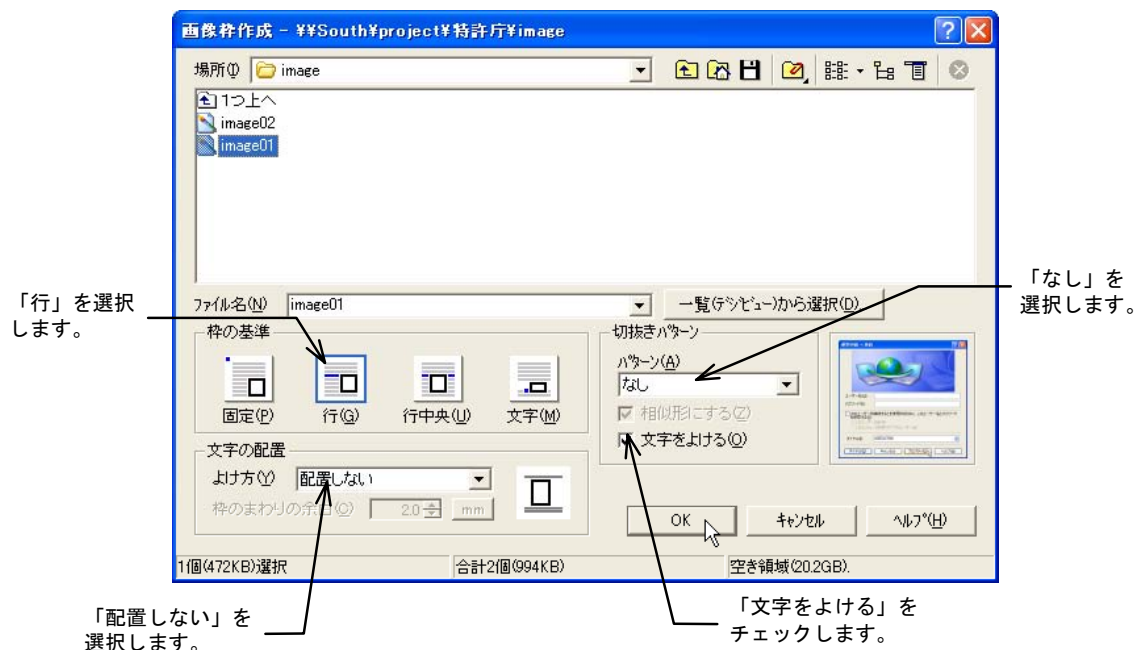 画像枠作成 - ¥¥South¥project¥特許庁¥image
場所(I) image
1つ上へ
image02
image01
ファイル名(N) image01 一覧(デジビュー)から選択(D)
「行」を選択
します。
「なし」を
選択します。
枠の基準
固定(P) 行(G) 行中央(U) 文字(M)
切抜きパターン
パターン(A)
なし
相似形にする(Z)
文字をよける(O)
文字の配置
よけ方(Y) 配置しない
枠のまわりの余白(C) 2.0 mm
OK キャンセル ヘルプ(H)
1個(472KB)選択 合計2個(994KB) 空き領域(20.2GB).
「配置しない」を
選択します。
「文字をよける」を
チェックします。